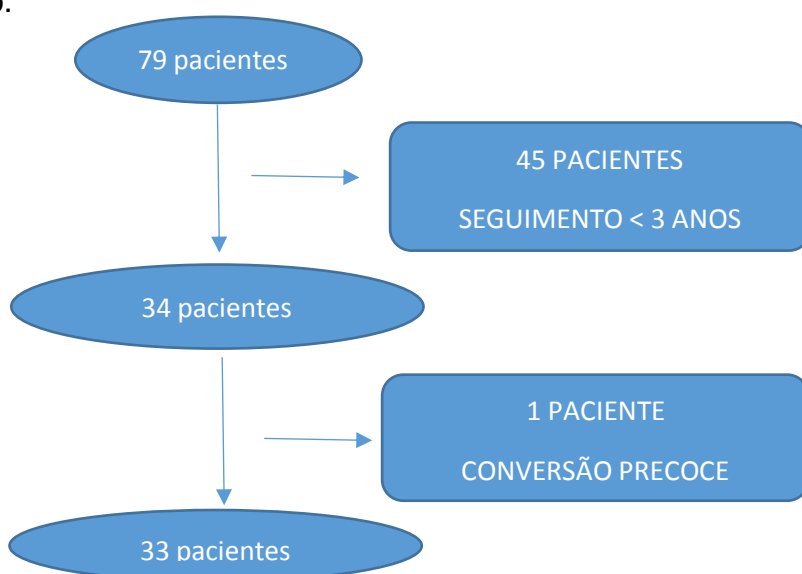 79 pacientes
45 PACIENTES
SEGUIMENTO < 3 ANOS
34 pacientes
1 PACIENTE
CONVERSÃO PRECOCE
33 pacientes